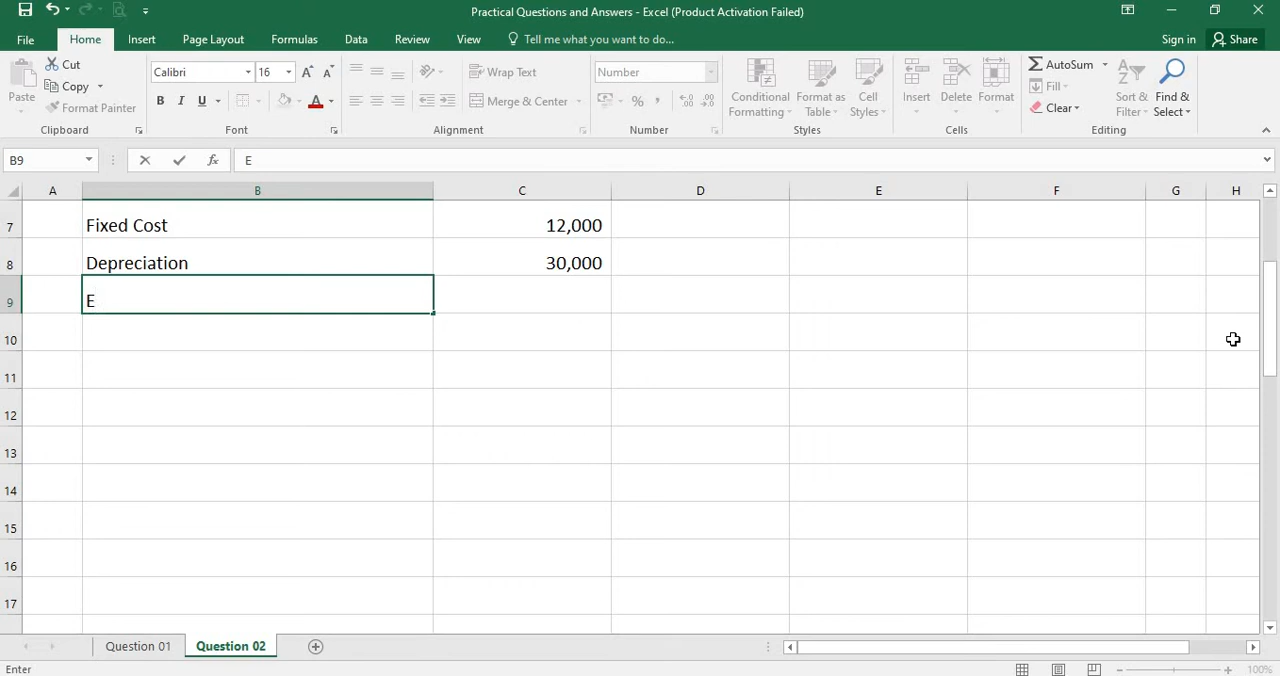 Practical Questions and Answers - Excel (Product Activation Failed)
File Home Insert Page Layout Formulas Data Review View Tell me what you want to do... Sign in Share
Paste Cut Copy Format Painter
Clipboard
Calibri 16 A A B I U A
Font
Wrap Text Merge & Center
Alignment
Number %
Number
Conditional Formatting Format as Table Cell Styles
Styles
Insert Delete Format
Cells
AutoSum Fill Clear Sort & Filter Find & Select
Editing
B9 fx E
A B C D E F G H
7 Fixed Cost 12,000
8 Depreciation 30,000
9 E
10
11
12
13
14
15
16
17
Question 01 Question 02
Enter 100%